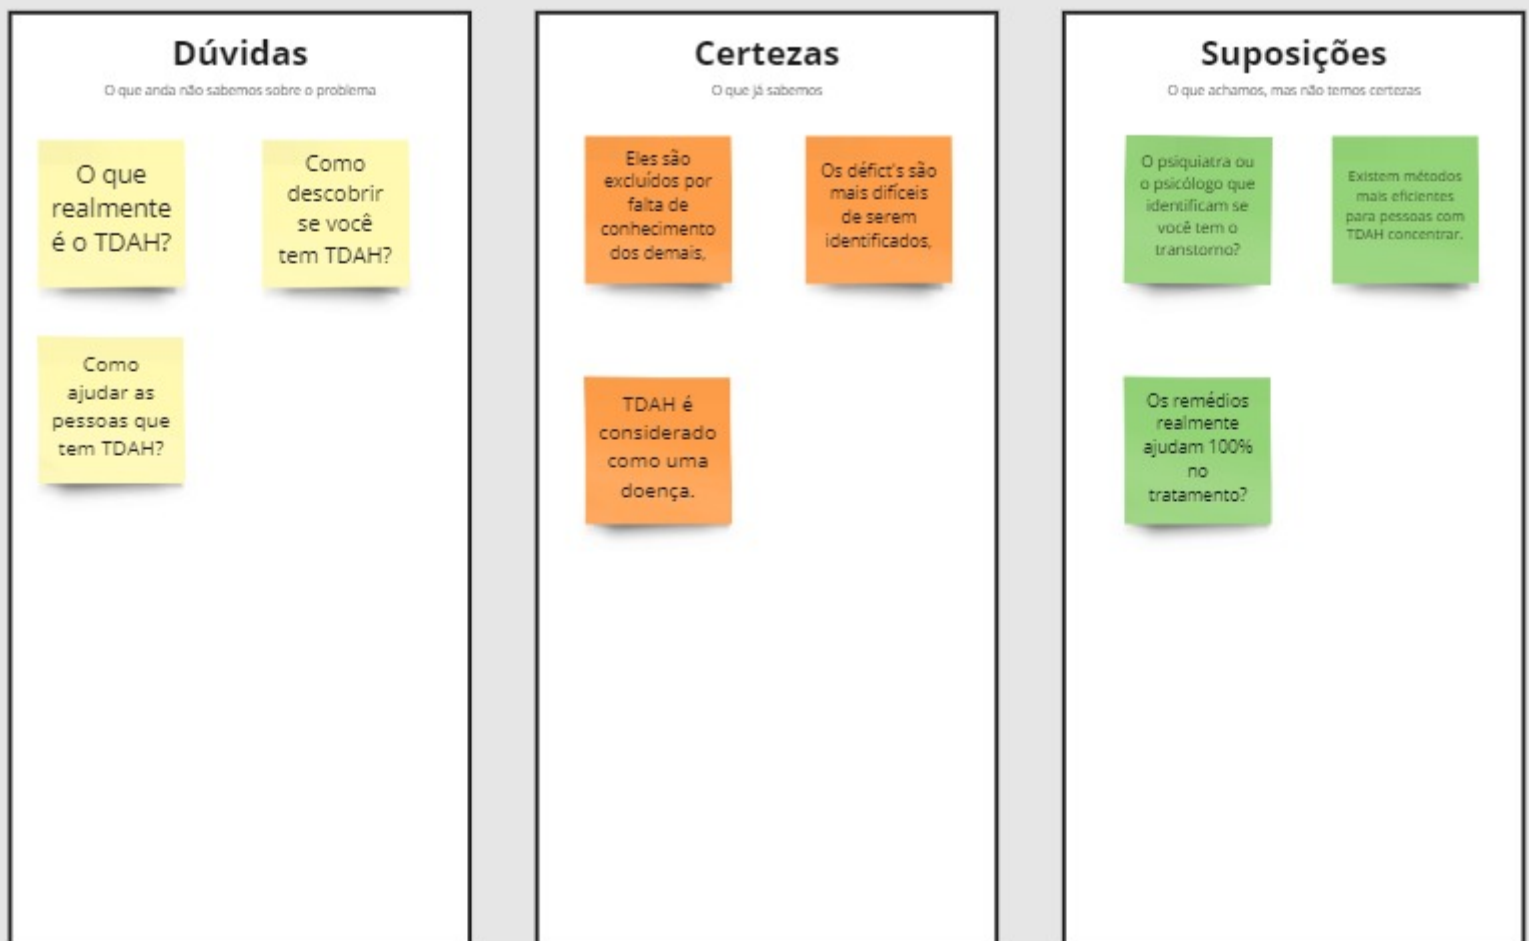 Dúvidas
O que anda não sabemos sobre o problema
O que
realmente
é o TDAH?
Como
descobrir
se você
tem TDAH?
Como
ajudar as
pessoas que
tem TDAH?
Certezas
O que já sabemos
Eles são
excluídos por
falta de
conhecimento
dos demais,
Os défict's são
mais difíceis
de serem
identificados,
TDAH é
considerado
como uma
doença.
Suposições
O que achamos, mas não temos certezas
O psiquiatra ou
o psicólogo que
identificam se
você tem o
transtorno?
Existem métodos
mais eficientes
para pessoas com
TDAH concentrar.
Os remédios
realmente
ajudam 100%
no
tratamento?